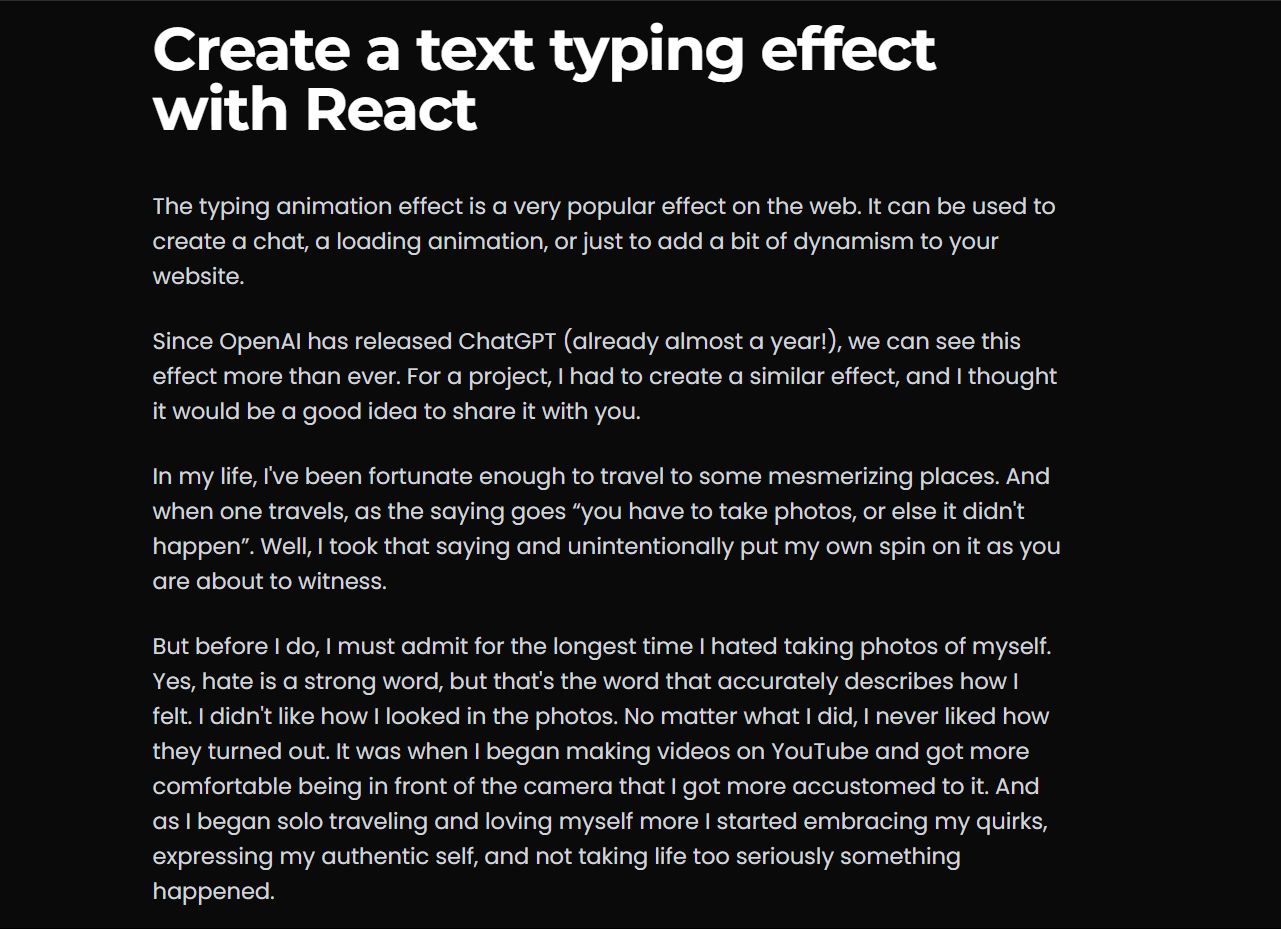 Create a text typing effect
with React
The typing animation effect is a very popular effect on the web. It can be used to
create a chat, a loading animation, or just to add a bit of dynamism to your
website.
Since OpenAI has released ChatGPT (already almost a year!), we can see this
effect more than ever. For a project, I had to create a similar effect, and I thought
it would be a good idea to share it with you.
In my life, I've been fortunate enough to travel to some mesmerizing places. And
when one travels, as the saying goes “you have to take photos, or else it didn't
happen”. Well, I took that saying and unintentionally put my own spin on it as you
are about to witness.
But before I do, I must admit for the longest time I hated taking photos of myself.
Yes, hate is a strong word, but that's the word that accurately describes how I
felt. I didn't like how I looked in the photos. No matter what I did, I never liked how
they turned out. It was when I began making videos on YouTube and got more
comfortable being in front of the camera that I got more accustomed to it. And
as I began solo traveling and loving myself more I started embracing my quirks,
expressing my authentic self, and not taking life too seriously something
happened.